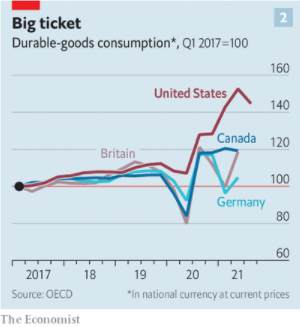 Big ticket
2
Durable-goods consumption*, Q1 2017=100
160
United States
140
Canada
120
Britain
100
Germany
80
60
2017 18 19 20 21
Source: OECD *In national currency at current prices
The Economist